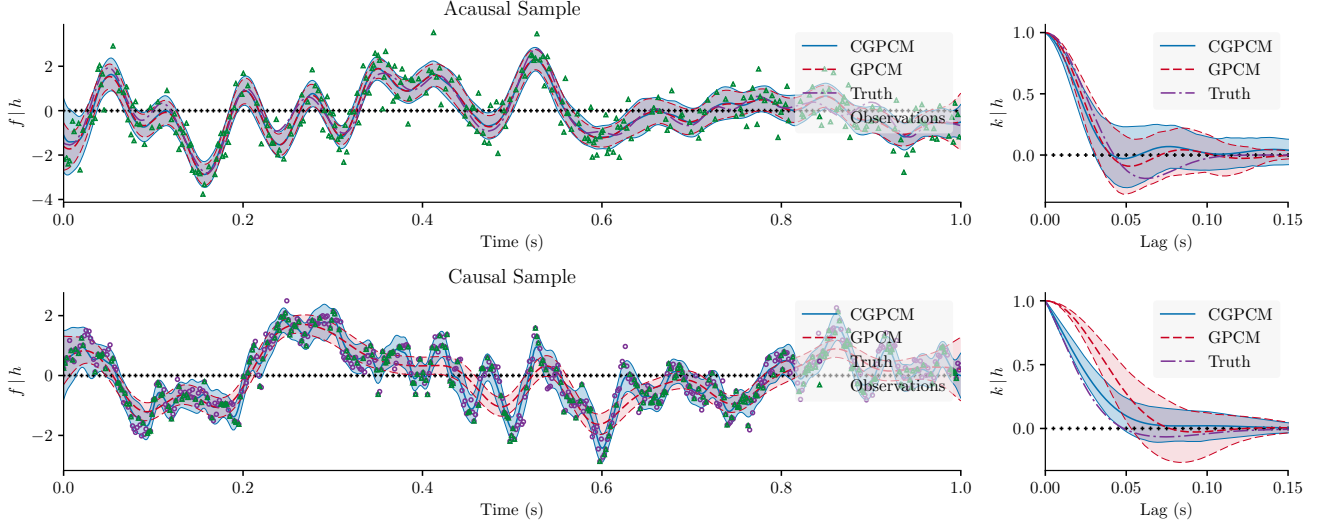 Acausal Sample
f | h
2
0
−2
−4
0.0 0.2 0.4 0.6 0.8 1.0
Time (s)
CGPCM
GPCM
Truth
Observations
k | h
1.0
0.5
0.0
0.00 0.05 0.10 0.15
Lag (s)
CGPCM
GPCM
Truth
Causal Sample
f | h
2
0
−2
0.0 0.2 0.4 0.6 0.8 1.0
Time (s)
CGPCM
GPCM
Truth
Observations
k | h
1.0
0.5
0.0
0.00 0.05 0.10 0.15
Lag (s)
CGPCM
GPCM
Truth